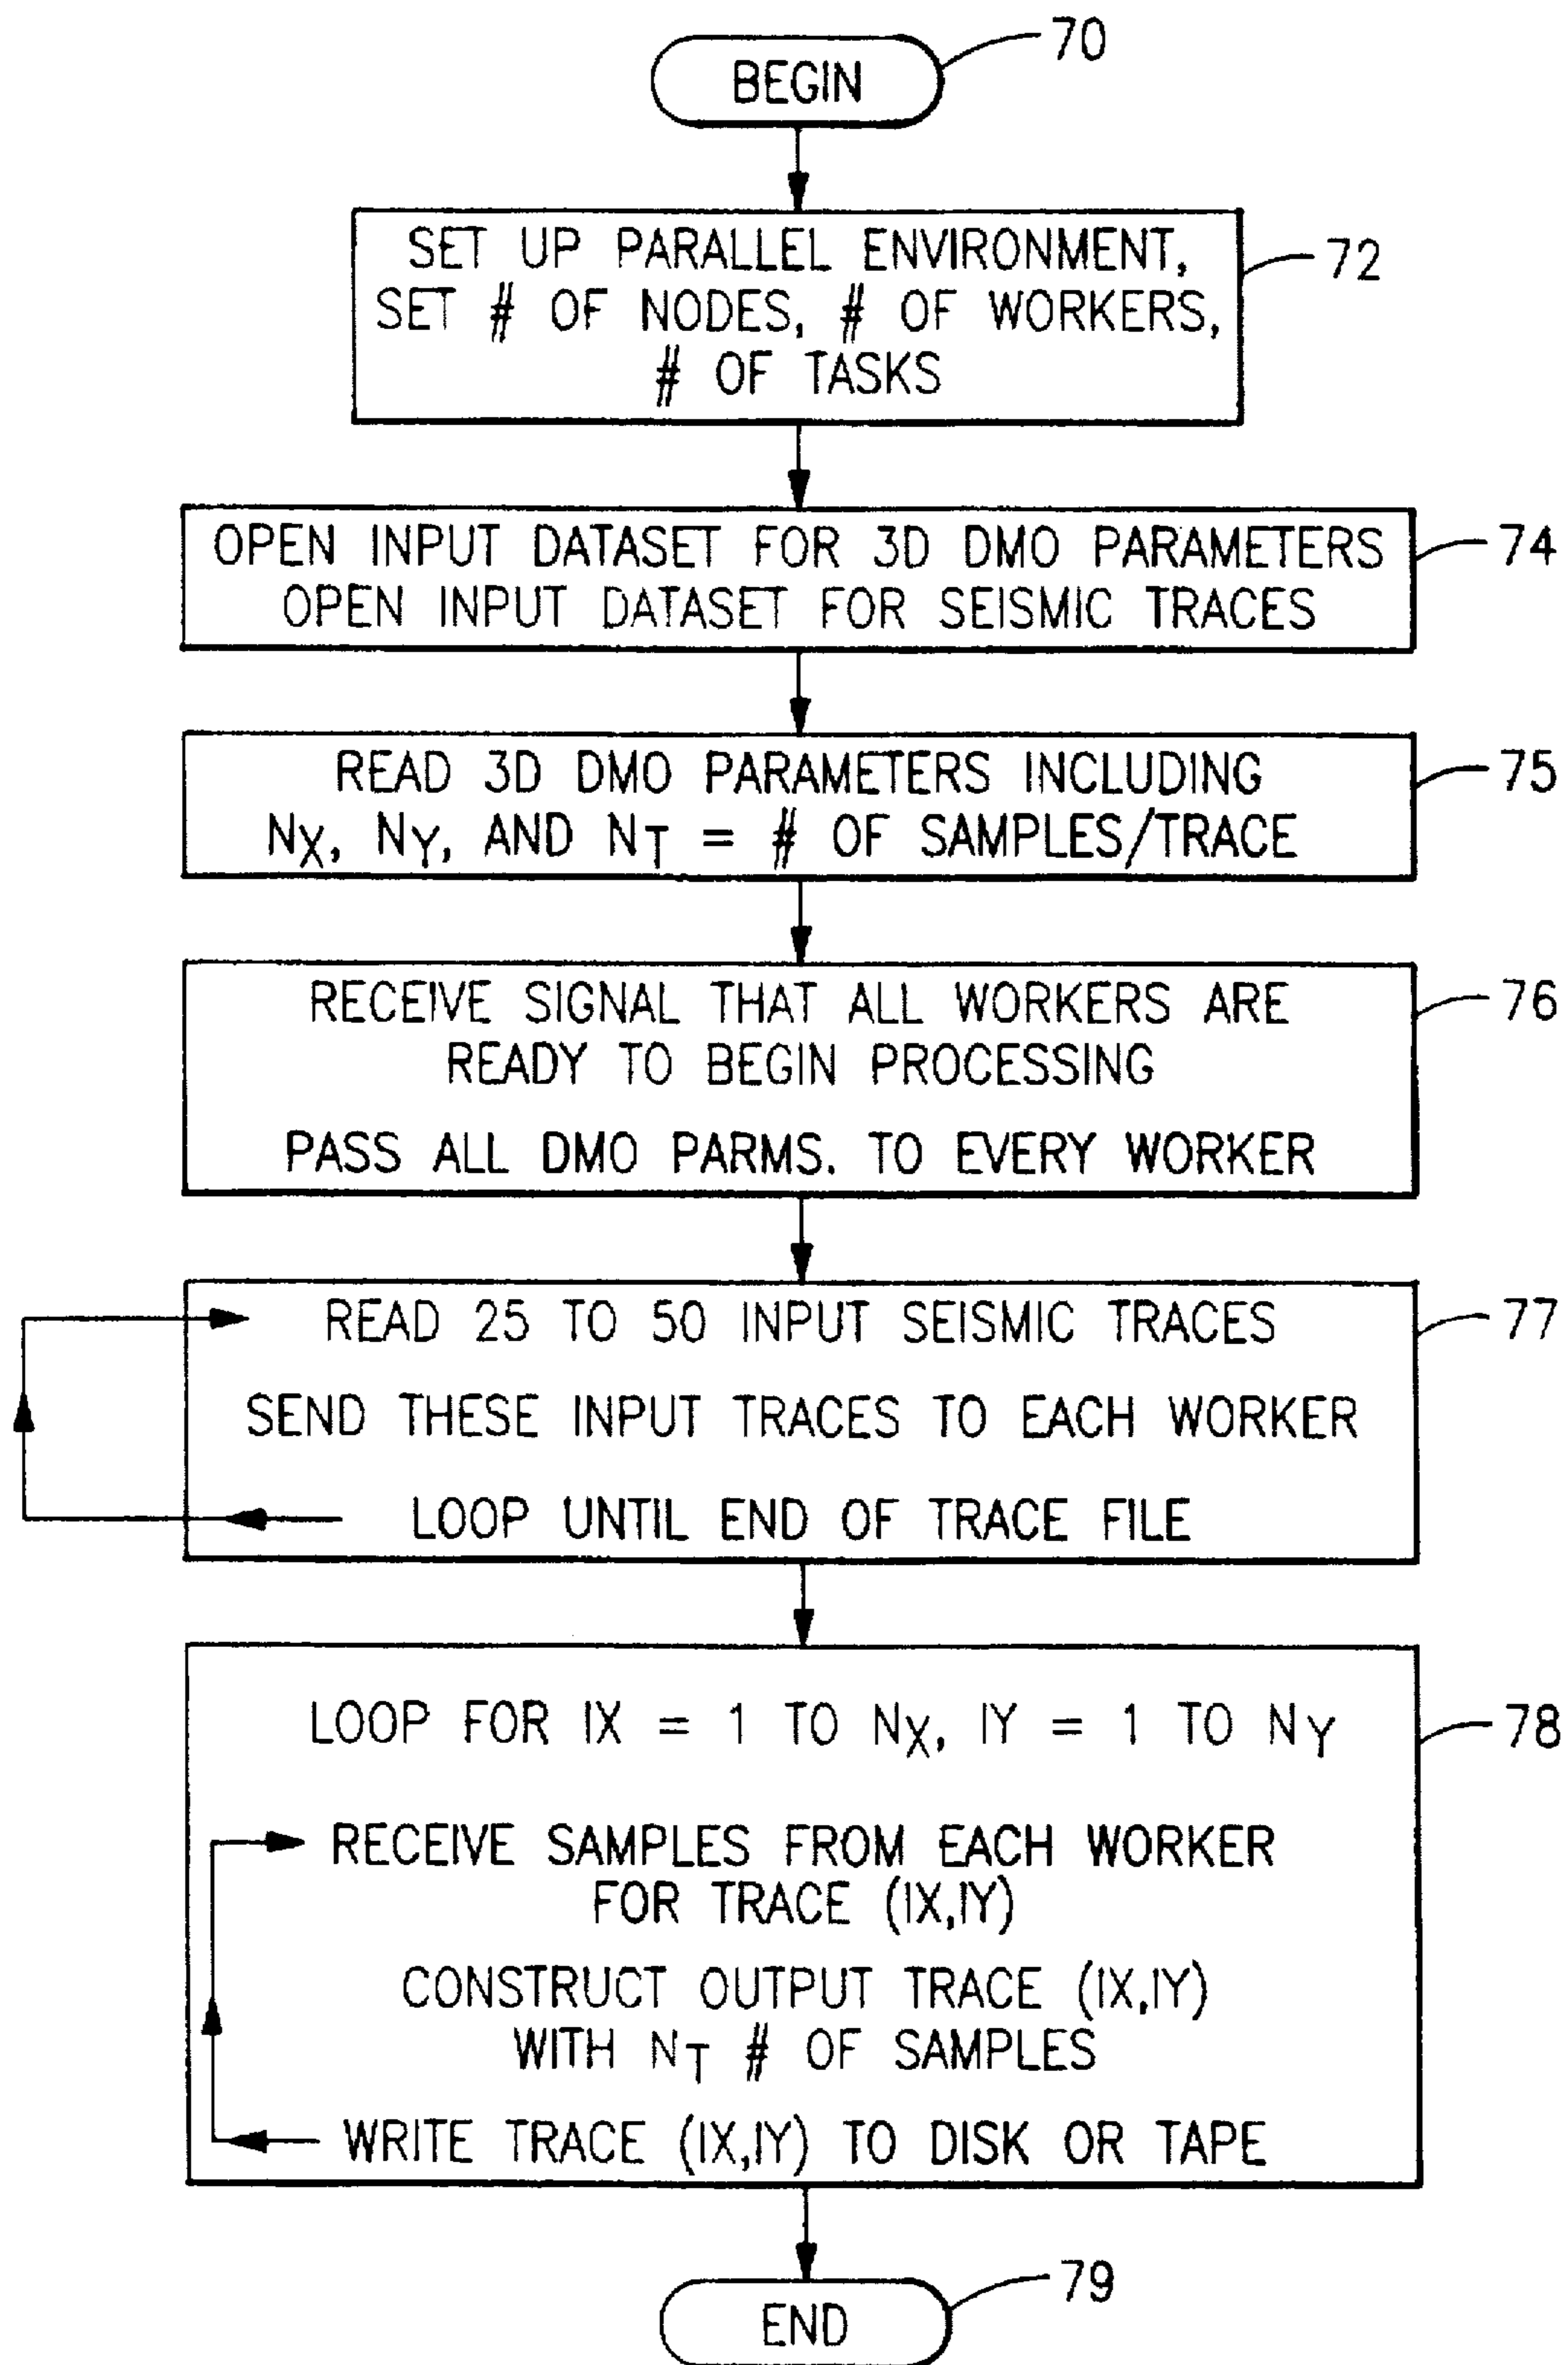 70
BEGIN
SET UP PARALLEL ENVIRONMENT,
SET # OF NODES, # OF WORKERS,
# OF TASKS
72
OPEN INPUT DATASET FOR 3D DMO PARAMETERS
OPEN INPUT DATASET FOR SEISMIC TRACES
74
READ 3D DMO PARAMETERS INCLUDING
NX, NY, AND NT = # OF SAMPLES/TRACE
75
RECEIVE SIGNAL THAT ALL WORKERS ARE
READY TO BEGIN PROCESSING
PASS ALL DMO PARMS. TO EVERY WORKER
76
READ 25 TO 50 INPUT SEISMIC TRACES
SEND THESE INPUT TRACES TO EACH WORKER
LOOP UNTIL END OF TRACE FILE
77
LOOP FOR IX = 1 TO NX, IY = 1 TO NY
RECEIVE SAMPLES FROM EACH WORKER
FOR TRACE (IX,IY)
CONSTRUCT OUTPUT TRACE (IX,IY)
WITH NT # OF SAMPLES
WRITE TRACE (IX,IY) TO DISK OR TAPE
78
79
END